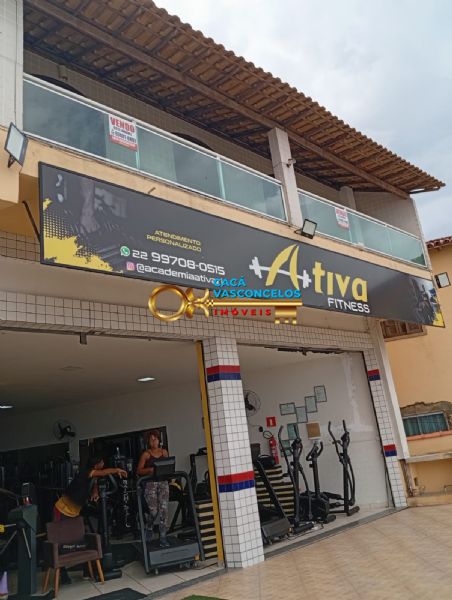 VENDO
ATENDIMENTO
PERSONALIZADO
22 99708-0515
@academiaativa
Ativa
FITNESS
CACÁ
VASCONCELOS
IMÓVEIS